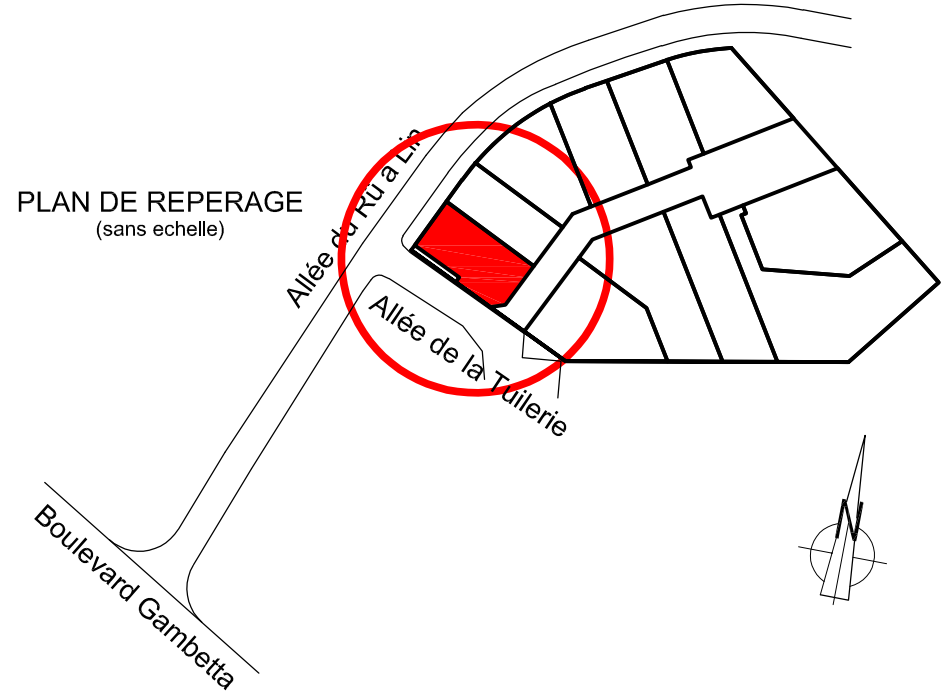 PLAN DE REPERAGE
(sans echelle)
Allée du Ru a Lin
Allée de la Tuilerie
Boulevard Gambetta
N